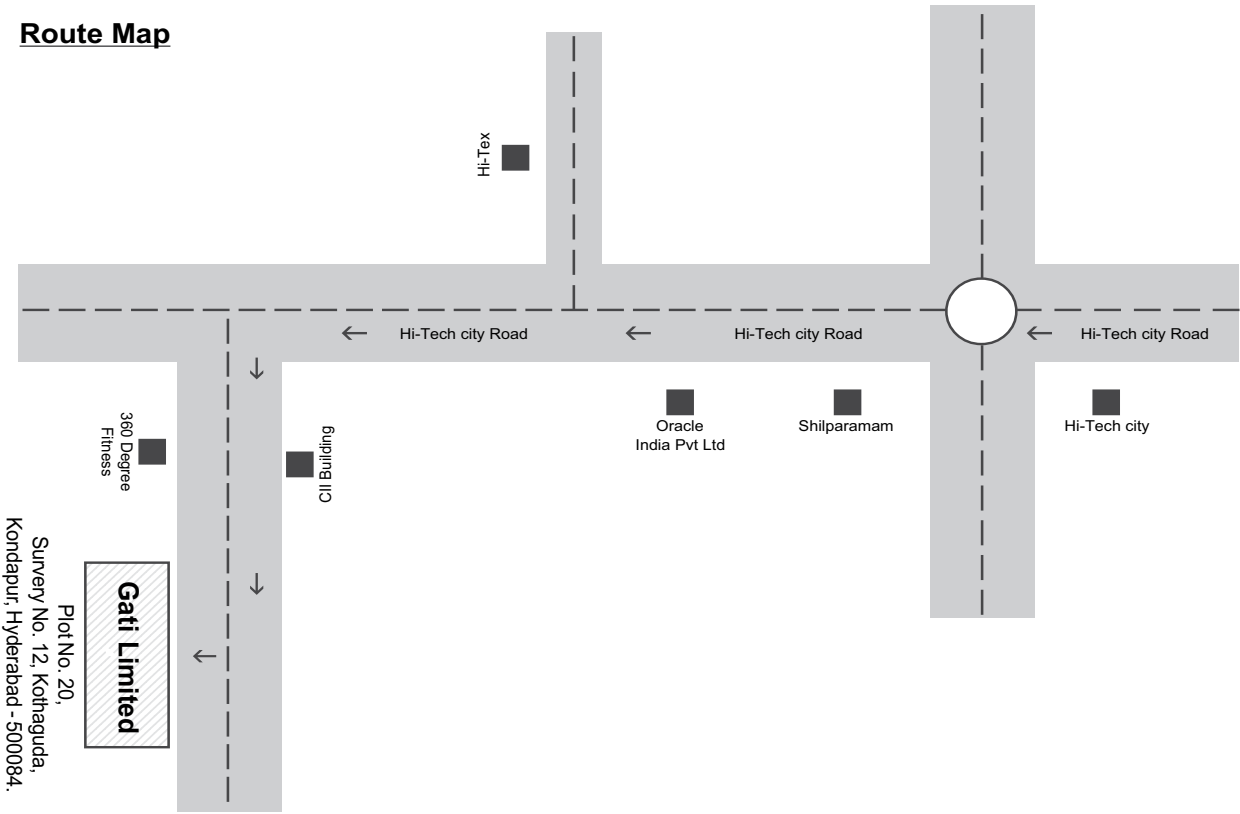 Route Map
Hi-Tex
Hi-Tech city Road
Hi-Tech city Road
Hi-Tech city Road
Oracle
India Pvt Ltd
Shilparamam
Hi-Tech city
360 Degree
Fitness
CII Building
Gati Limited
Plot No. 20,
Survery No. 12, Kothaguda,
Kondapur, Hyderabad - 500084.